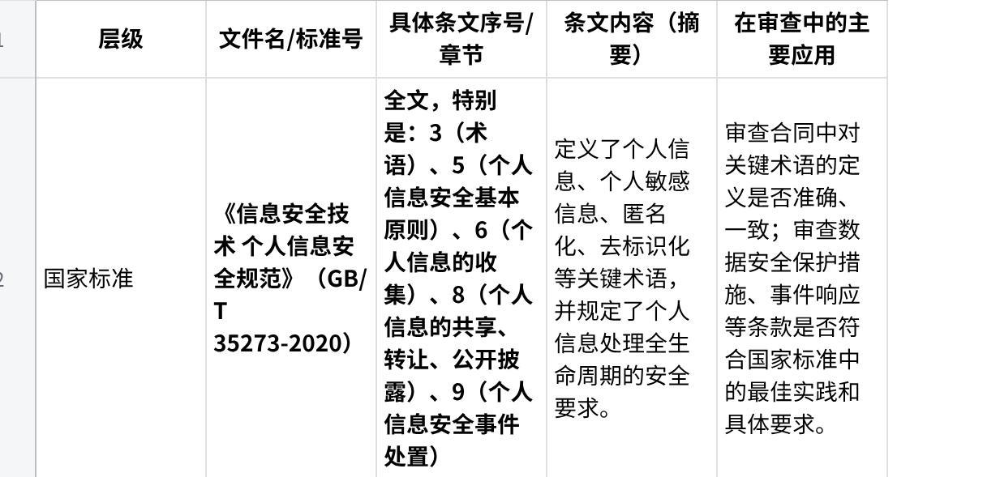 层级
文件名/标准号
具体条文序号/
章节
条文内容（摘
要）
在审查中的主
要应用
国家标准
《信息安全技
术 个人信息安
全规范》（GB/
T
35273-2020）
全文，特别
是：3（术
语）、5（个人
信息安全基本
原则）、6（个
人信息的收
集）、8（个人
信息的共享、
转让、公开披
露）、9（个人
信息安全事件
处置）
定义了个人信
息、个人敏感
信息、匿名
化、去标识化
等关键术语，
并规定了个人
信息处理全生
命周期的安全
要求。
审查合同中对
关键术语的定
义是否准确、
一致；审查数
据安全保护措
施、事件响应
等条款是否符
合国家标准中
的最佳实践和
具体要求。